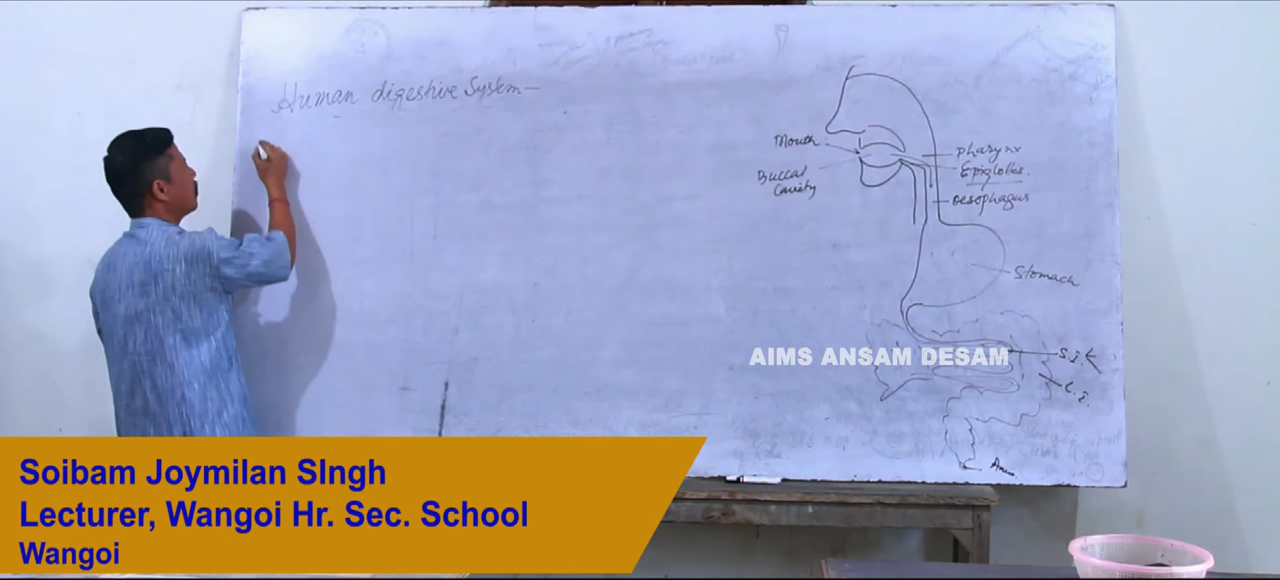 Human digestive System—
Mouth
Buccal
Cavity
Pharynx
Epiglottis.
Oesophagus
Stomach
S.I
L.I.
AIMS ANSAM DESAM
Soibam Joymilan SIngh
Lecturer, Wangoi Hr. Sec. School
Wangoi